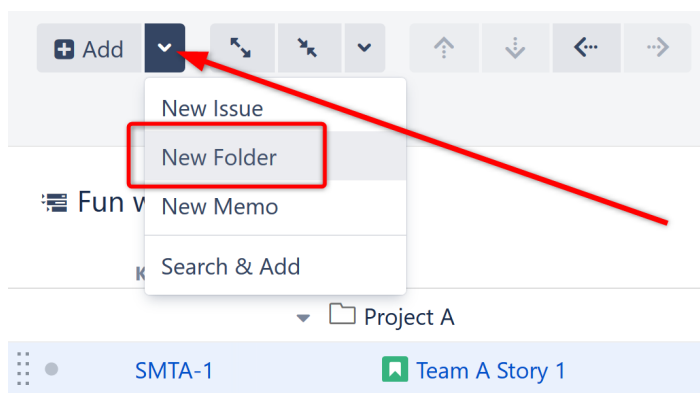 Add
New Issue
New Folder
Fun
New Memo
Search & Add
Project A
SMTA-1 Team A Story 1